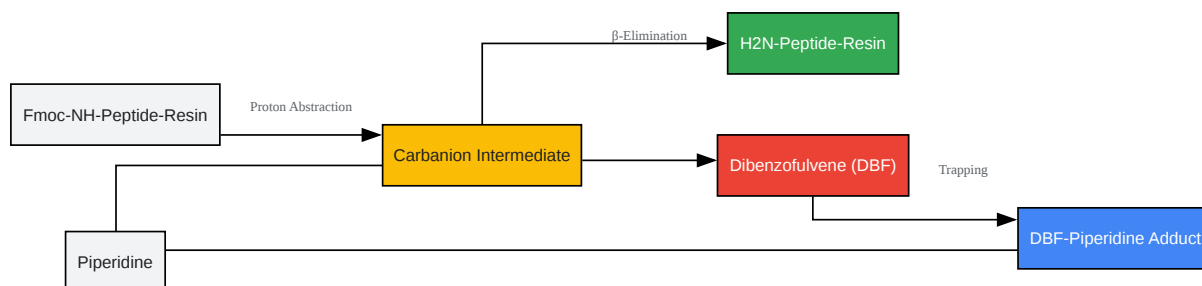 β-Elimination
H2N-Peptide-Resin
Fmoc-NH-Peptide-Resin
Proton Abstraction
Carbanion Intermediate
Dibenzofulvene (DBF)
Trapping
DBF-Piperidine Adduct
Piperidine